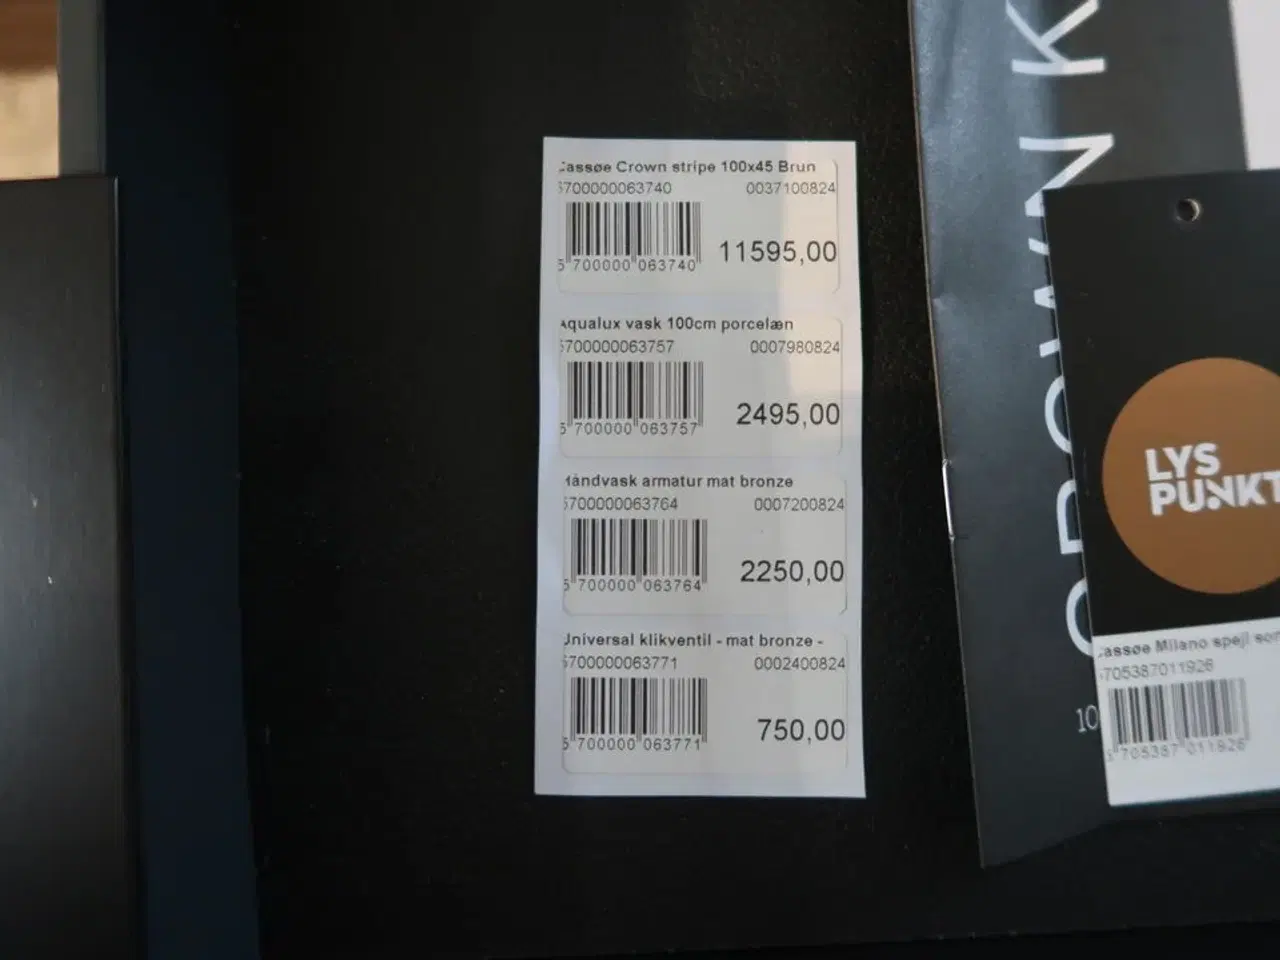 Cassøe Crown stripe 100x45 Brun
5700000063740 0037100824
11595,00
5 700000 063740
Aqualux vask 100cm porcelæn
5700000063757 0007980824
2495,00
5 700000 063757
Håndvask armatur mat bronze
5700000063764 0007200824
2250,00
5 700000 063764
Universal klikventil - mat bronze -
5700000063771 0002400824
750,00
5 700000 063771
CROWN K
10
LYS
PUNKT
Cassøe Milano spejl
5705387011926
5 705387 011926